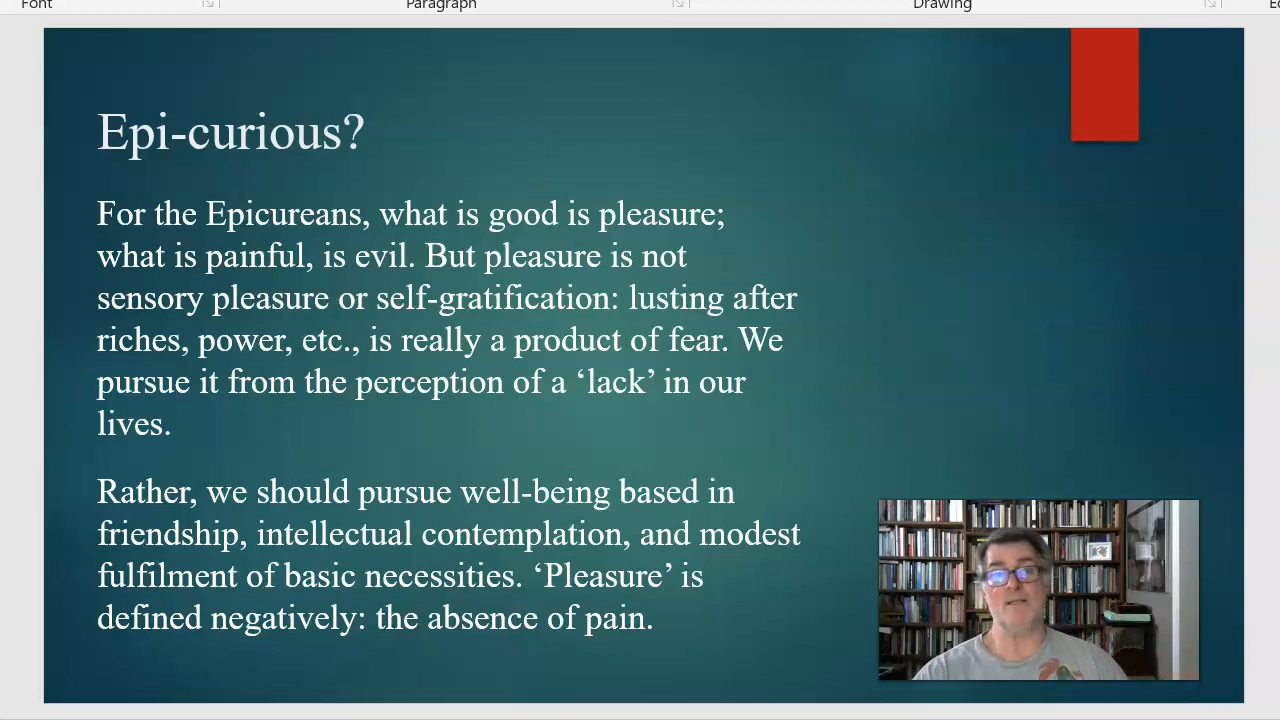 Font
Paragraph
Drawing
Epi-curious?
For the Epicureans, what is good is pleasure;
what is painful, is evil. But pleasure is not
sensory pleasure or self-gratification: lusting after
riches, power, etc., is really a product of fear. We
pursue it from the perception of a ‘lack’ in our
lives.
Rather, we should pursue well-being based in
friendship, intellectual contemplation, and modest
fulfilment of basic necessities. ‘Pleasure’ is
defined negatively: the absence of pain.